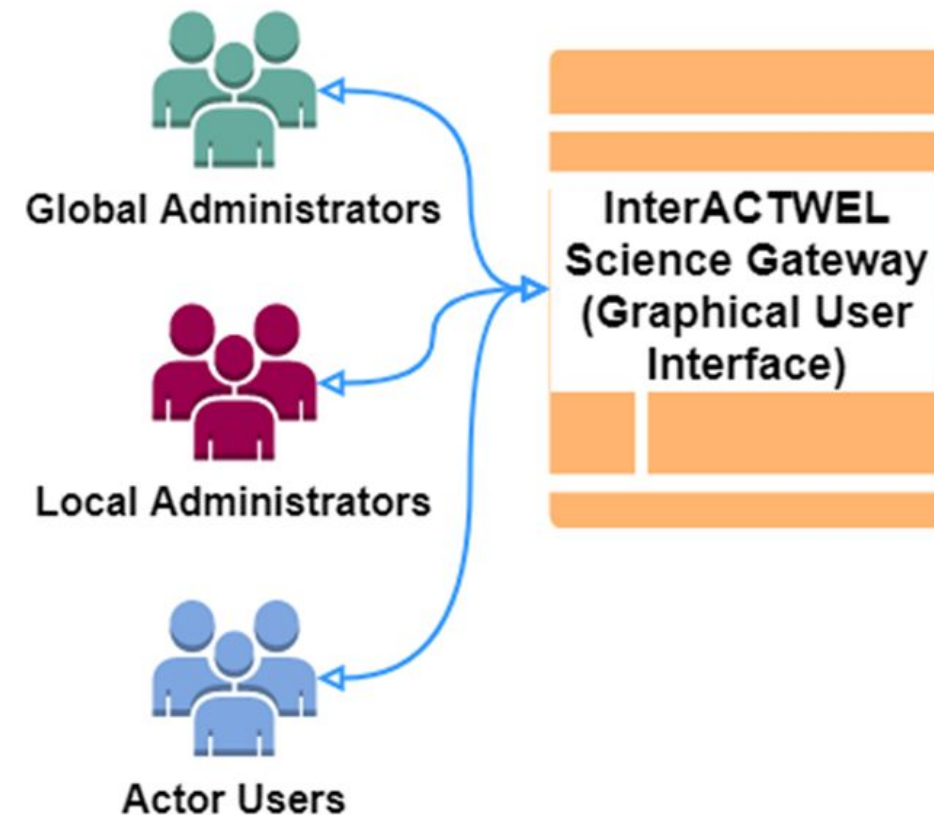 Global Administrators
InterACTWEL
Science Gateway
(Graphical User
Interface)
Local Administrators
Actor Users